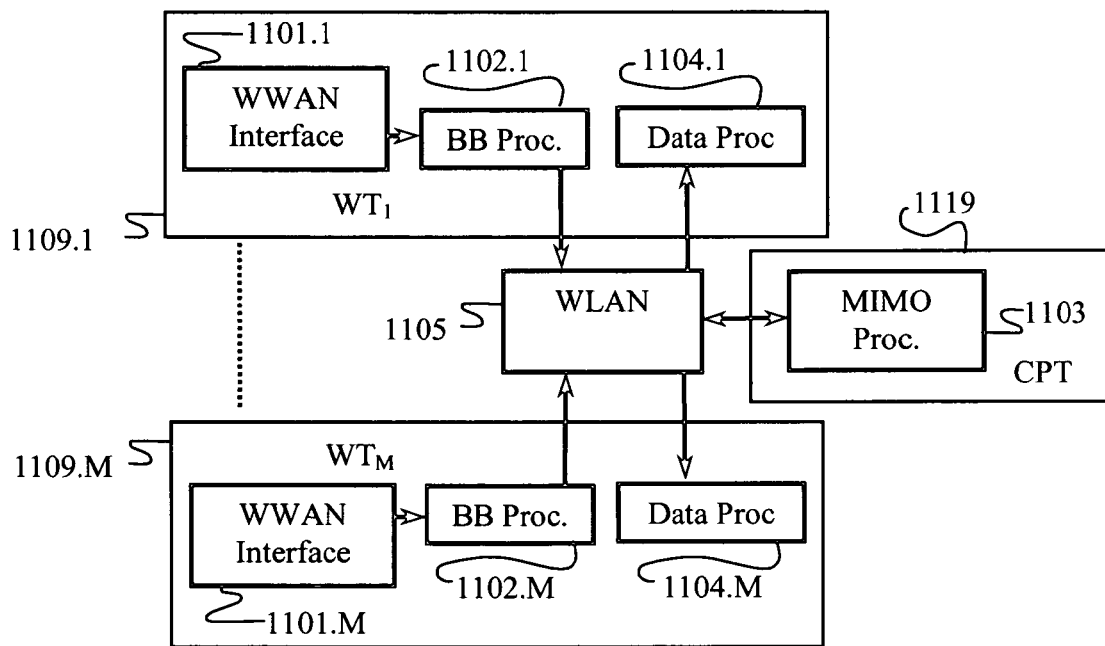 1101.1
1102.1
1104.1
WWAN
Interface
BB Proc.
Data Proc
WT1
1109.1
1119
WLAN
MIMO
Proc.
1103
1105
CPT
1109.M
WTM
WWAN
Interface
BB Proc.
Data Proc
1102.M
1104.M
1101.M